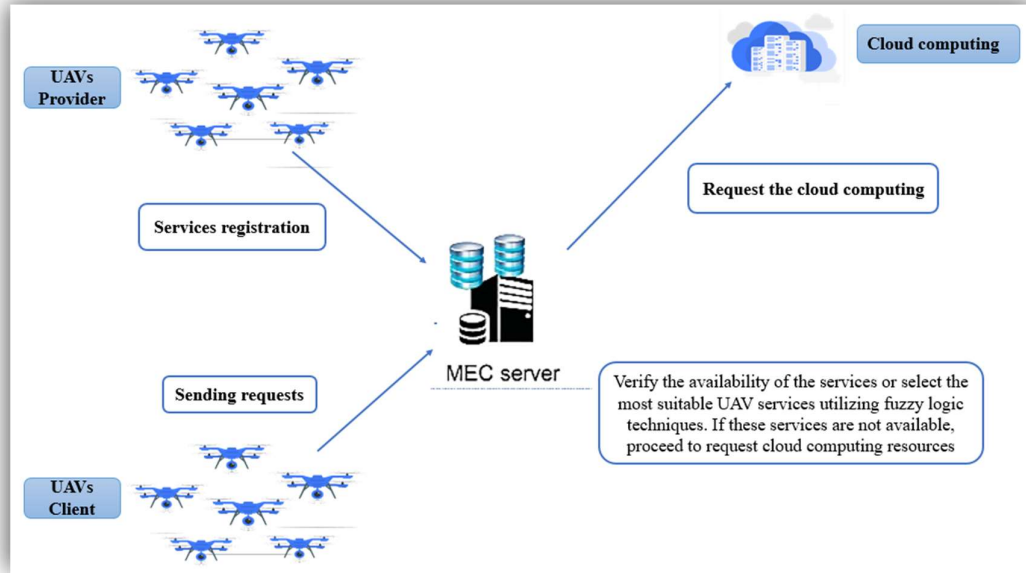 UAVs
Provider
Cloud computing
Request the cloud computing
Services registration
MEC server
Sending requests
Verify the availability of the services or select the
most suitable UAV services utilizing fuzzy logic
techniques. If these services are not available,
proceed to request cloud computing resources
UAVs
Client